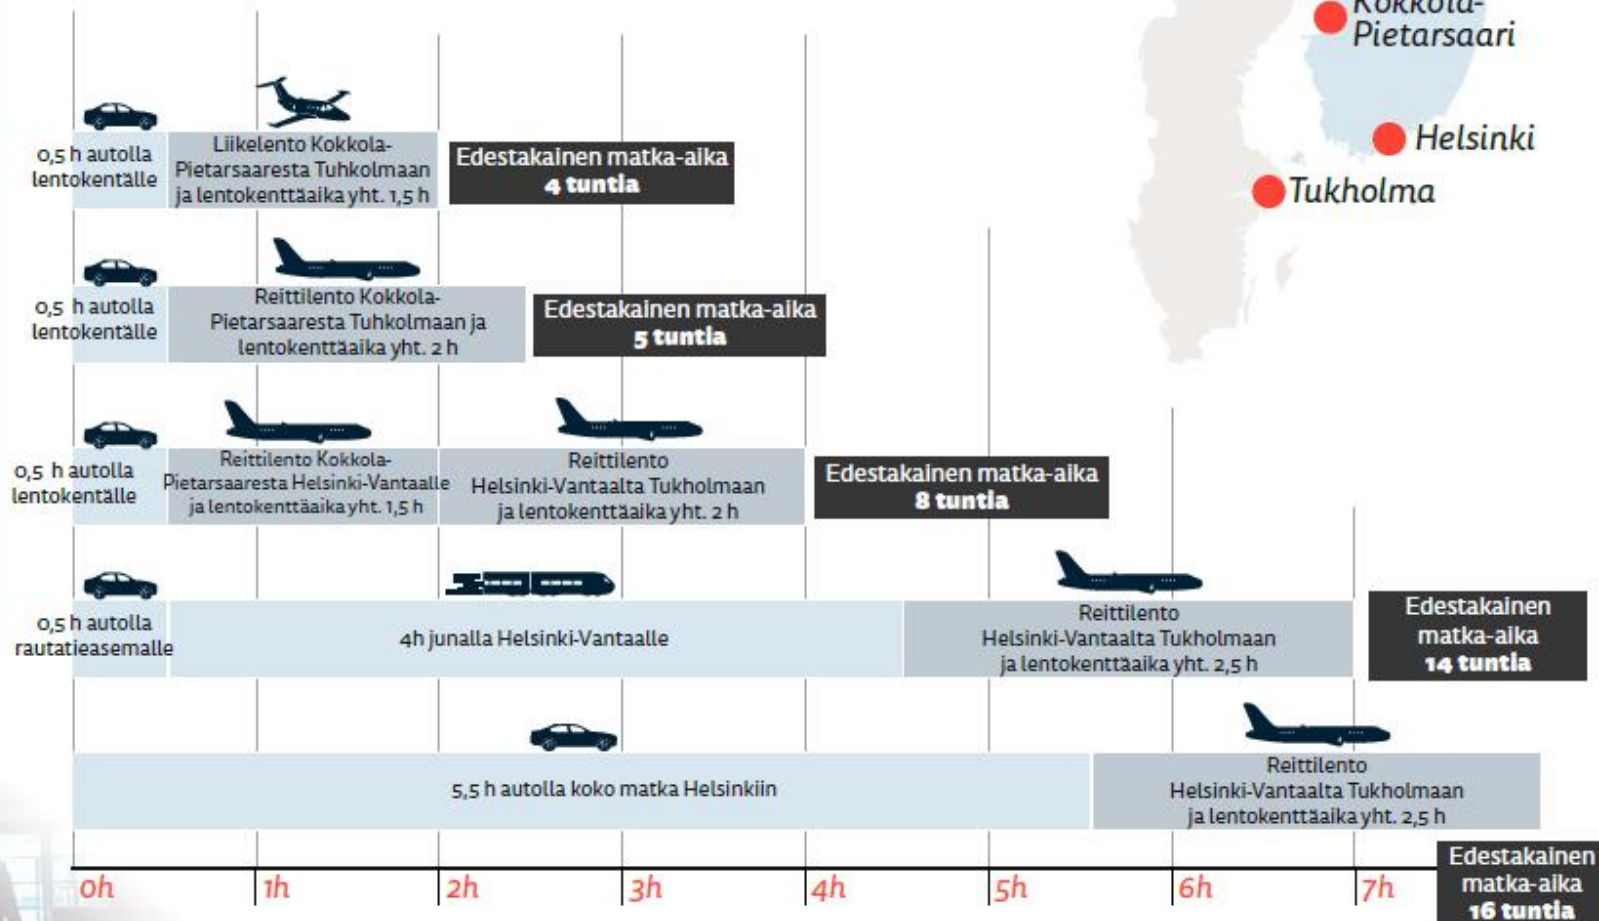 Kokkola-
Pietarsaari
Helsinki
Tukholma
0,5 h autolla
lentokentälle
Liikelento Kokkola-
Pietarsaaresta Tuhkolmaan
ja lentokenttäaika yht. 1,5 h
Edestakainen matka-aika
4 tuntia
0,5 h autolla
lentokentälle
Reittilento Kokkola-
Pietarsaaresta Tuhkolmaan ja
lentokenttäaika yht. 2 h
Edestakainen matka-aika
5 tuntia
0,5 h autolla
lentokentälle
Reittilento Kokkola-
Pietarsaaresta Helsinki-Vantaalle
ja lentokenttäaika yht. 1,5 h
Reittilento
Helsinki-Vantaalta Tukholmaan
ja lentokenttäaika yht. 2 h
Edestakainen matka-aika
8 tuntia
0,5 h autolla
rautatieasemalle
4h junalla Helsinki-Vantaalle
Reittilento
Helsinki-Vantaalta Tukholmaan
ja lentokenttäaika yht. 2,5 h
Edestakainen
matka-aika
14 tuntia
5,5 h autolla koko matka Helsinkiin
Reittilento
Helsinki-Vantaalta Tukholmaan
ja lentokenttäaika yht. 2,5 h
Edestakainen
matka-aika
16 tuntia
0h 1h 2h 3h 4h 5h 6h 7h